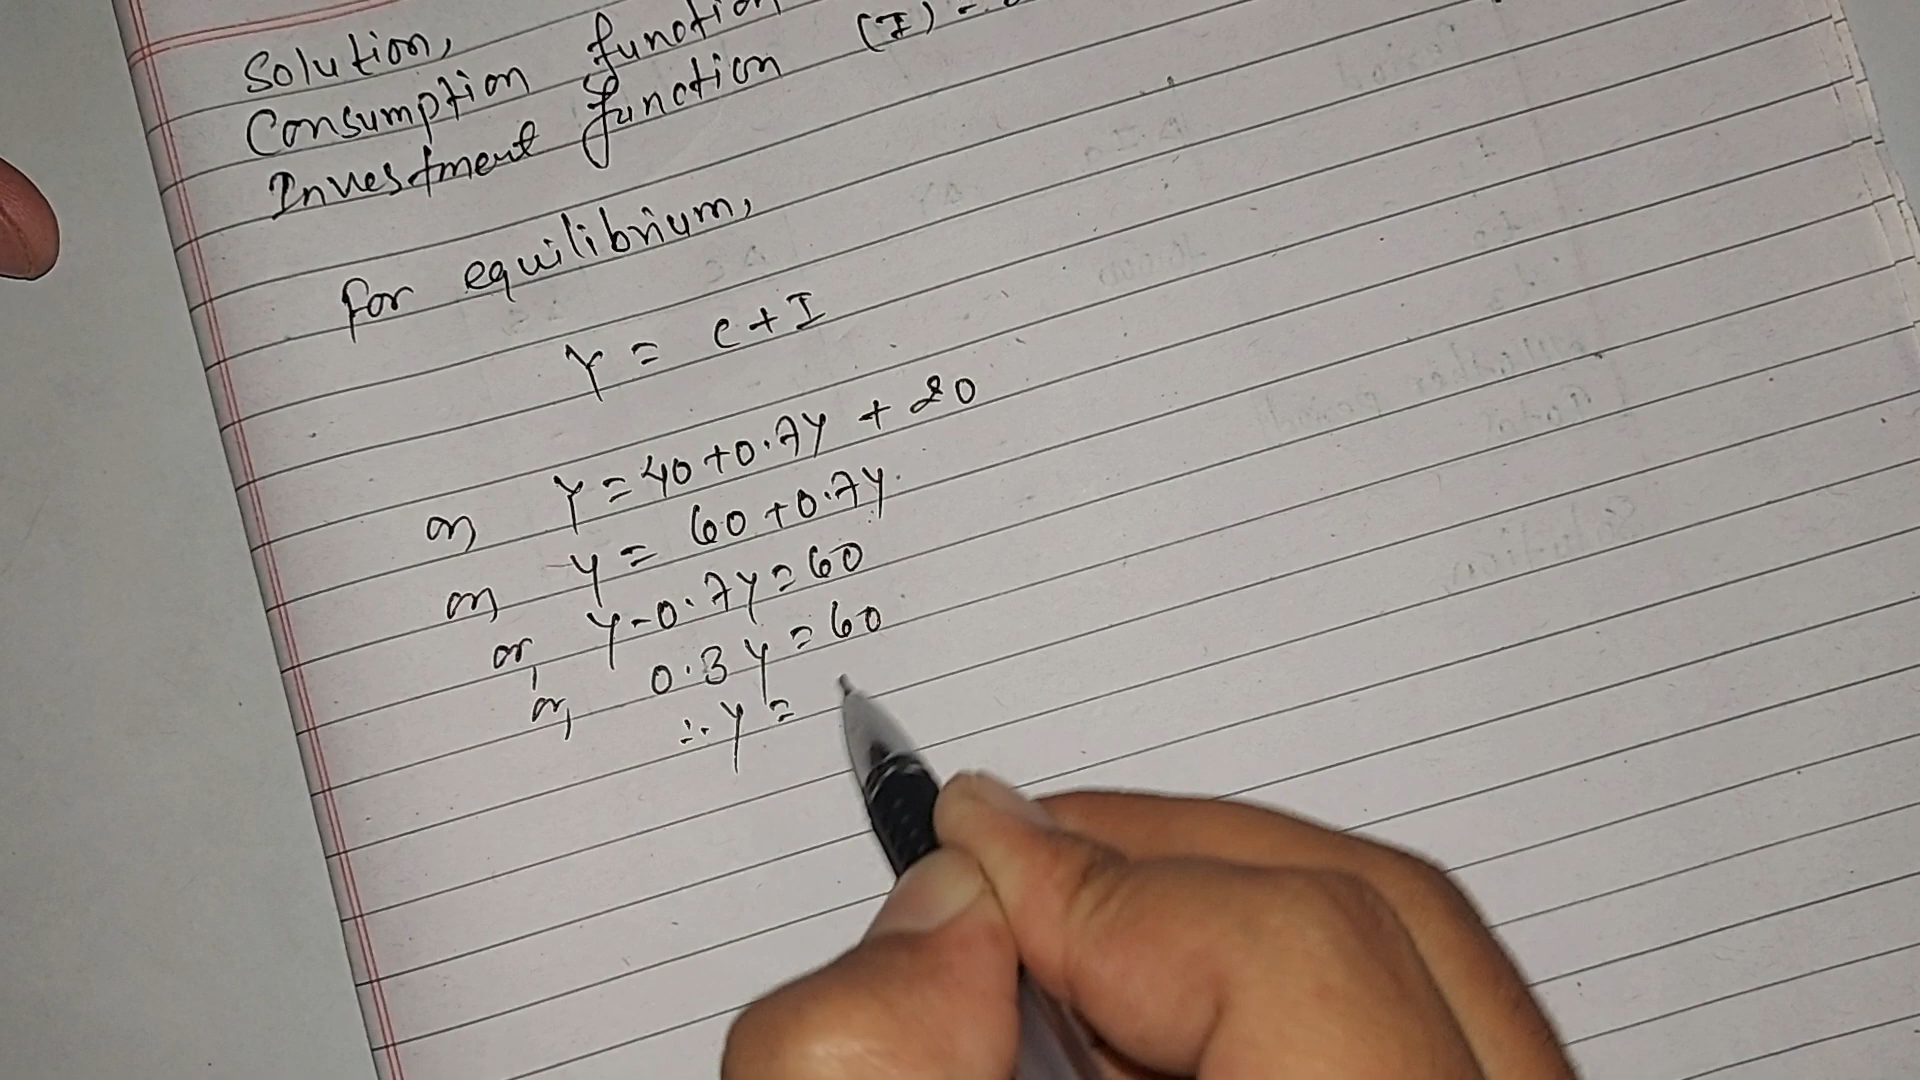 Solution,
Consumption function
Investment function (I) =
for equilibrium,
Y = C + I
or, Y = 40 + 0.7Y + 20
or, Y = 60 + 0.7Y
or, Y - 0.7Y = 60
or, 0.3Y = 60
∴ Y =